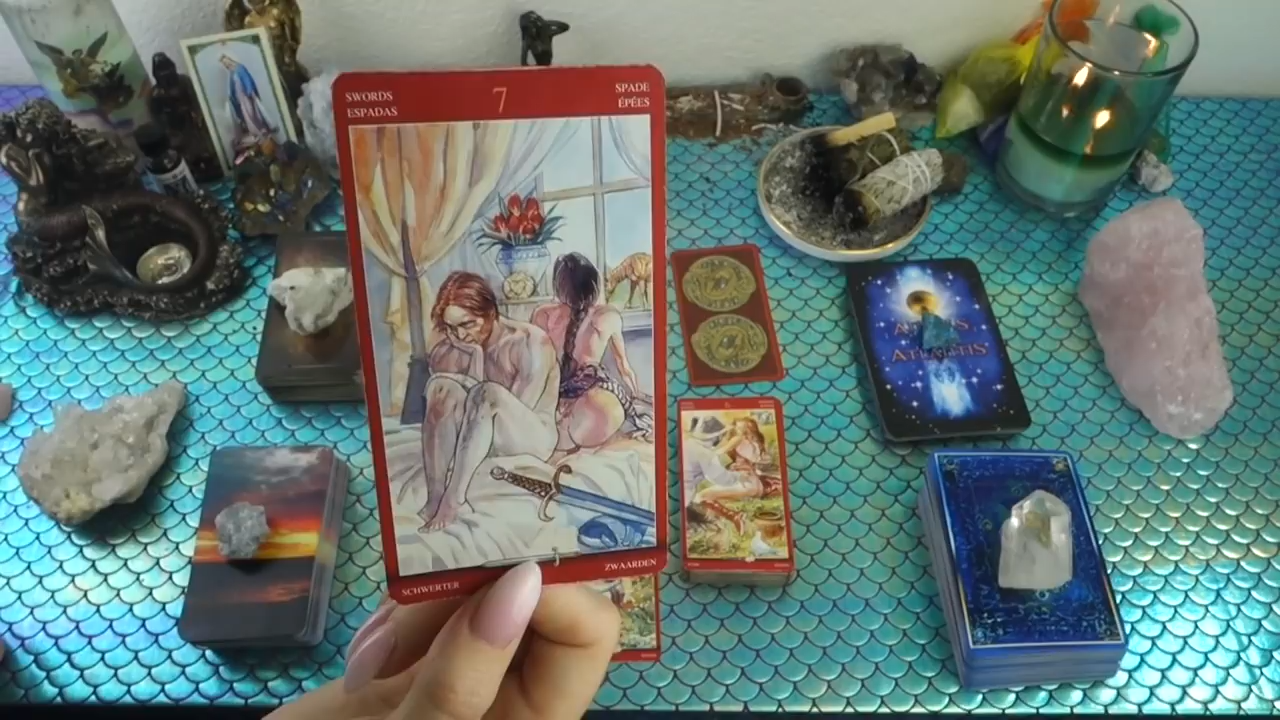 SWORDS
ESPADAS
7
SPADE
ÉPÉES
SCHWERTER
ZWAARDEN
ATLANTIS